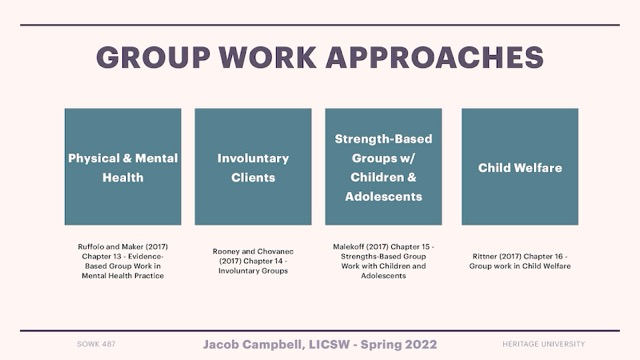 GROUP WORK APPROACHES
Physical & Mental
Health
Involuntary
Clients
Strength-Based
Groups w/
Children &
Adolescents
Child Welfare
Ruffolo and Maker (2017)
Chapter 13 - Evidence-
Based Group Work in
Mental Health Practice
Rooney and Chovanec
(2017) Chapter 14 -
Involuntary Groups
Malekoff (2017) Chapter 15 -
Strengths-Based Group
Work with Children and
Adolescents
Rittner (2017) Chapter 16 -
Group work in Child Welfare
SOWK 487
Jacob Campbell, LICSW - Spring 2022
HERITAGE UNIVERSITY